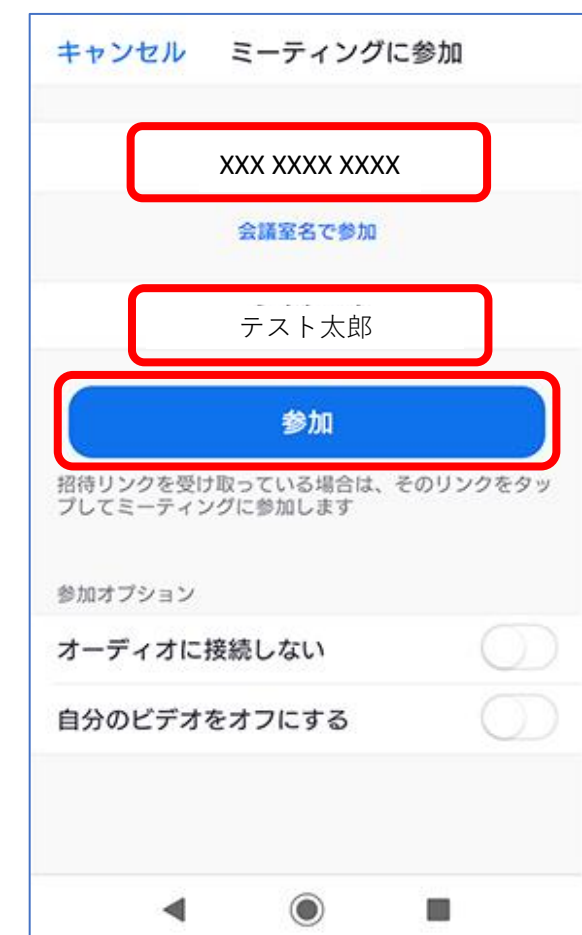 キャンセル ミーティングに参加
XXX XXXX XXXX
会議室名で参加
テスト太郎
参加
招待リンクを受け取っている場合は、そのリンクをタッ
プしてミーティングに参加します
参加オプション
オーディオに接続しない
自分のビデオをオフにする